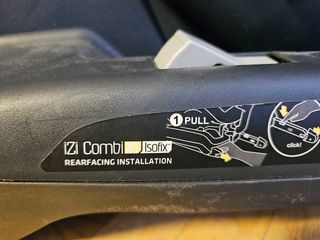 1 PULL
iZi Combi Isofix
REARFACING INSTALLATION
click!